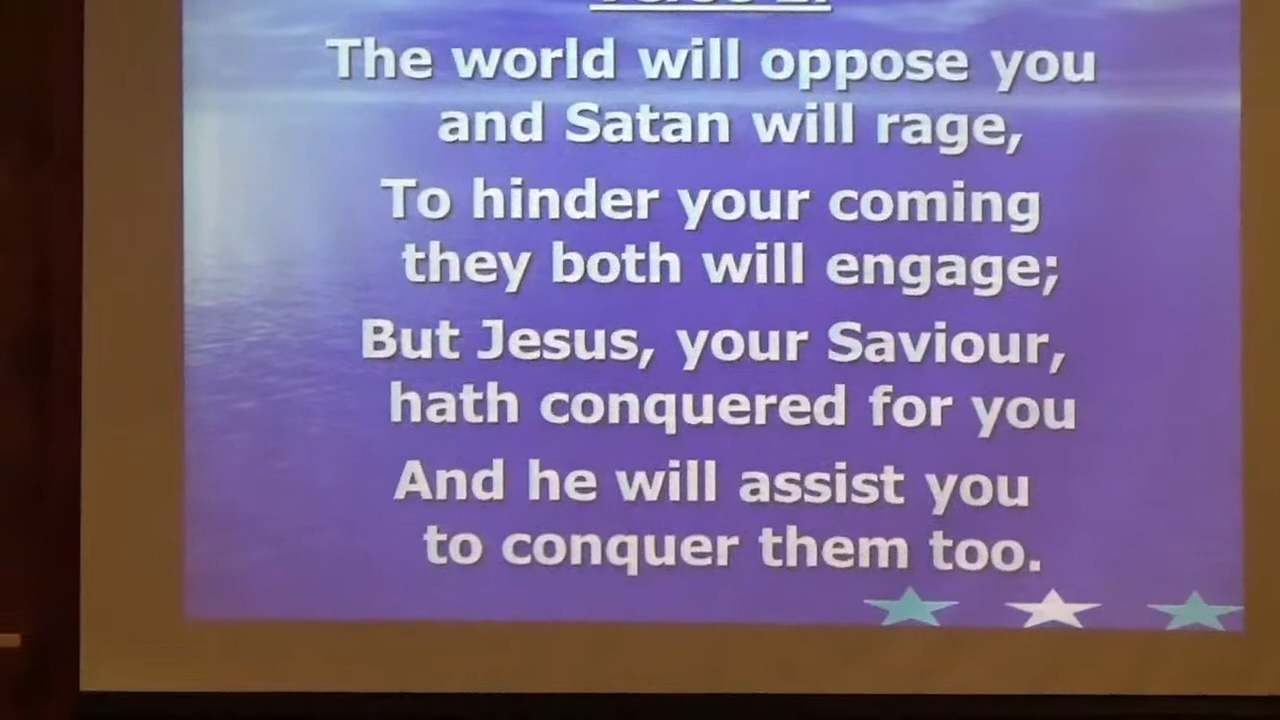 The world will oppose you
and Satan will rage,
To hinder your coming
they both will engage;
But Jesus, your Saviour,
hath conquered for you
And he will assist you
to conquer them too.